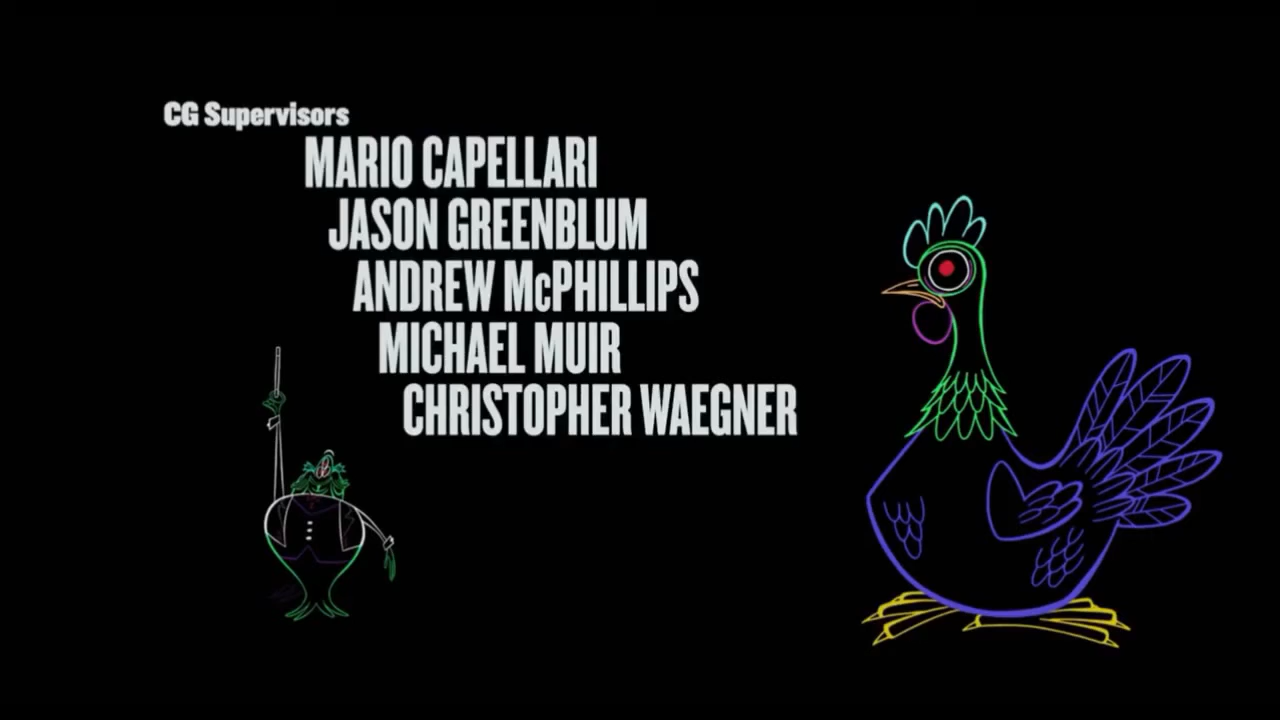 CG Supervisors
MARIO CAPELLARI
JASON GREENBLUM
ANDREW McPHILLIPS
MICHAEL MUIR
CHRISTOPHER WAEGNER